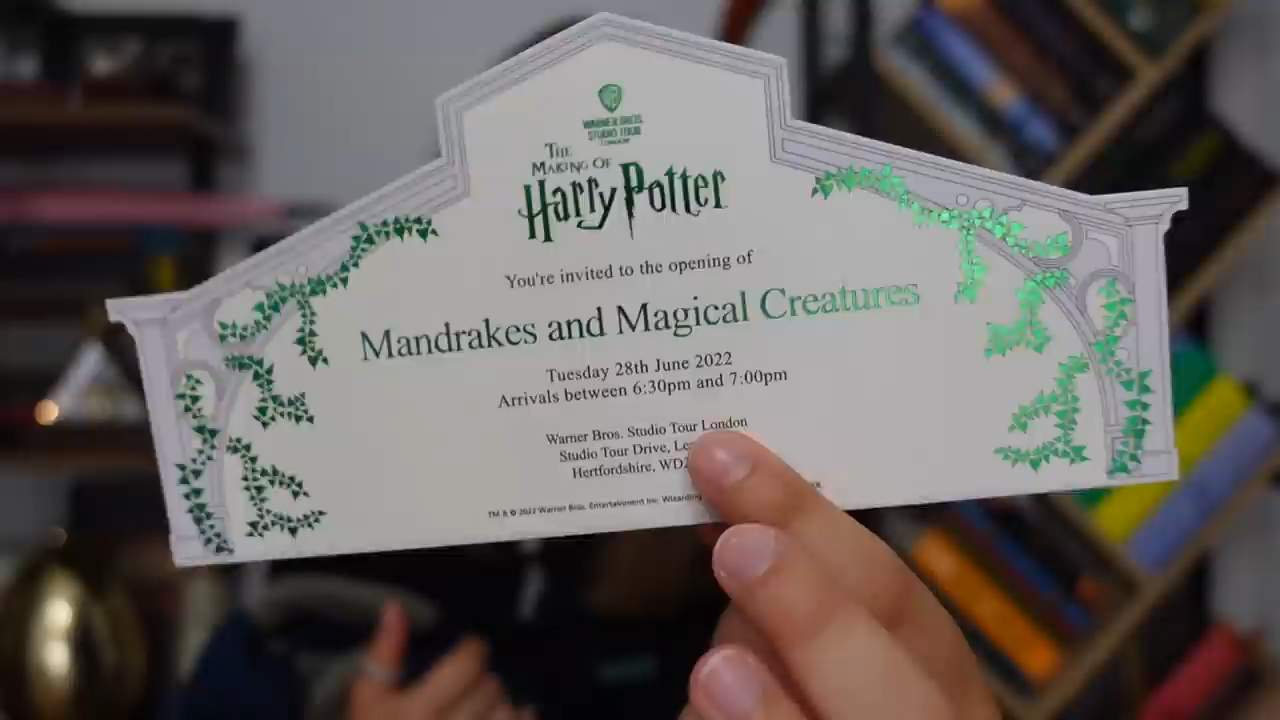 WARNER BROS.
STUDIO TOUR
LONDON
THE
MAKING OF
Harry Potter
You're invited to the opening of
Mandrakes and Magical Creatures
Tuesday 28th June 2022
Arrivals between 6:30pm and 7:00pm
Warner Bros. Studio Tour London
Studio Tour Drive,
Hertfordshire,
TM & © 2022 Warner Bros. Entertainment Inc. Wizarding